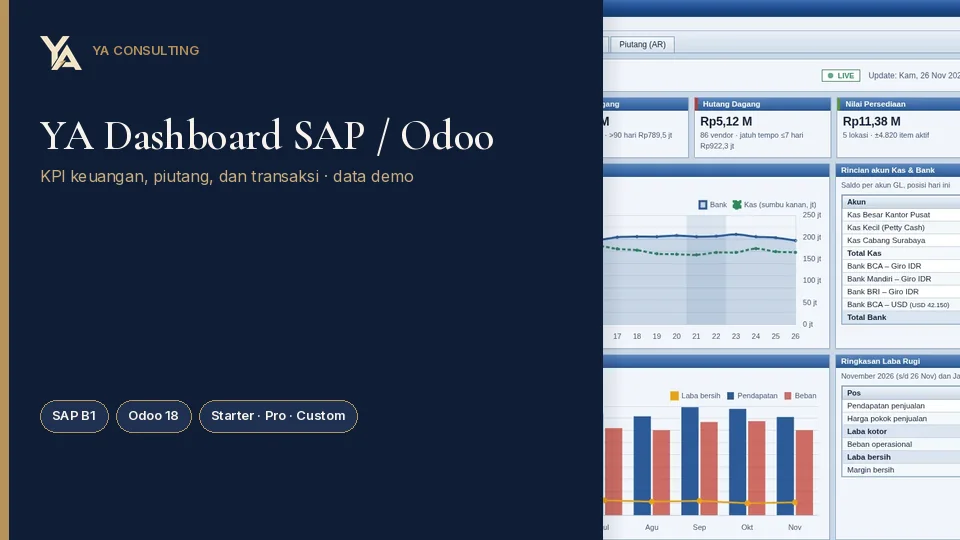 YA CONSULTING
YA Dashboard SAP / Odoo
KPI keuangan, piutang, dan transaksi · data demo
SAP B1
Odoo 18
Starter · Pro · Custom
Piutang (AR)
LIVE
Update: Kam, 26 Nov 202
Hutang Dagang
Rp5,12 M
86 vendor · jatuh tempo ≤7 hari
Rp922,3 jt
>90 hari Rp789,5 jt
Nilai Persediaan
Rp11,38 M
5 lokasi · ±4.820 item aktif
Bank
Kas (sumbu kanan, jt)
250 jt
200 jt
150 jt
100 jt
50 jt
0 jt
17 18 19 20 21 22 23 24 25 26
Rincian akun Kas & Bank
Saldo per akun GL, posisi hari ini
Akun
Kas Besar Kantor Pusat
Kas Kecil (Petty Cash)
Kas Cabang Surabaya
Total Kas
Bank BCA – Giro IDR
Bank Mandiri – Giro IDR
Bank BRI – Giro IDR
Bank BCA – USD (USD 42.150)
Total Bank
Laba bersih
Pendapatan
Beban
Agu Sep Okt Nov
Ringkasan Laba Rugi
November 2026 (s/d 26 Nov) dan Ja
Pos
Pendapatan penjualan
Harga pokok penjualan
Laba kotor
Beban operasional
Laba bersih
Margin bersih